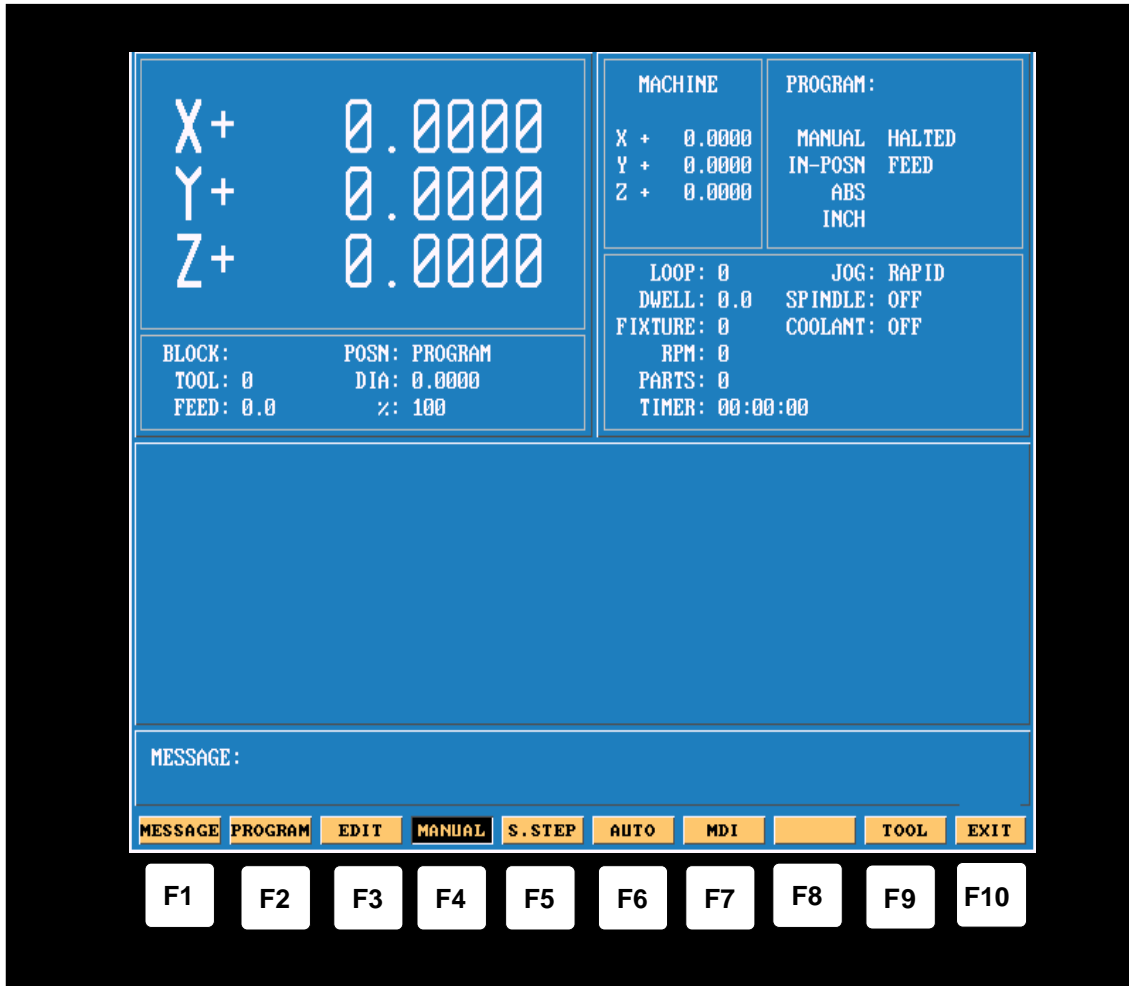 X+ 0.0000
Y+ 0.0000
Z+ 0.0000
BLOCK: POSN: PROGRAM
TOOL: 0 DIA: 0.0000
FEED: 0.0 %: 100
MACHINE
X + 0.0000
Y + 0.0000
Z + 0.0000
PROGRAM:
MANUAL HALTED
IN-POSN FEED
ABS
INCH
LOOP: 0 JOG: RAPID
DWELL: 0.0 SPINDLE: OFF
FIXTURE: 0 COOLANT: OFF
RPM: 0
PARTS: 0
TIMER: 00:00:00
MESSAGE:
MESSAGE PROGRAM EDIT MANUAL S.STEP AUTO MDI TOOL EXIT
F1 F2 F3 F4 F5 F6 F7 F8 F9 F10